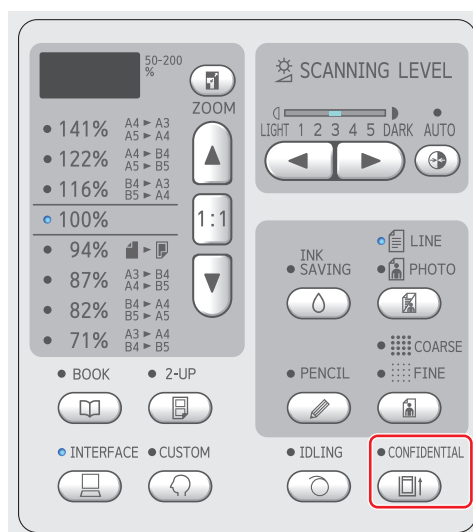 50-200
%
ZOOM
141% A4 ► A3
A5 ► A4
122% A4 ► B4
A5 ► B5
116% B4 ► A3
B5 ► A4
100%
1:1
94%
87% A3 ► B4
A4 ► B5
82% B4 ► A4
B5 ► A5
71% A3 ► A4
B4 ► B5
SCANNING LEVEL
LIGHT 1 2 3 4 5 DARK AUTO
INK
SAVING
LINE
PHOTO
COARSE
PENCIL
FINE
BOOK
2-UP
INTERFACE
CUSTOM
IDLING
CONFIDENTIAL